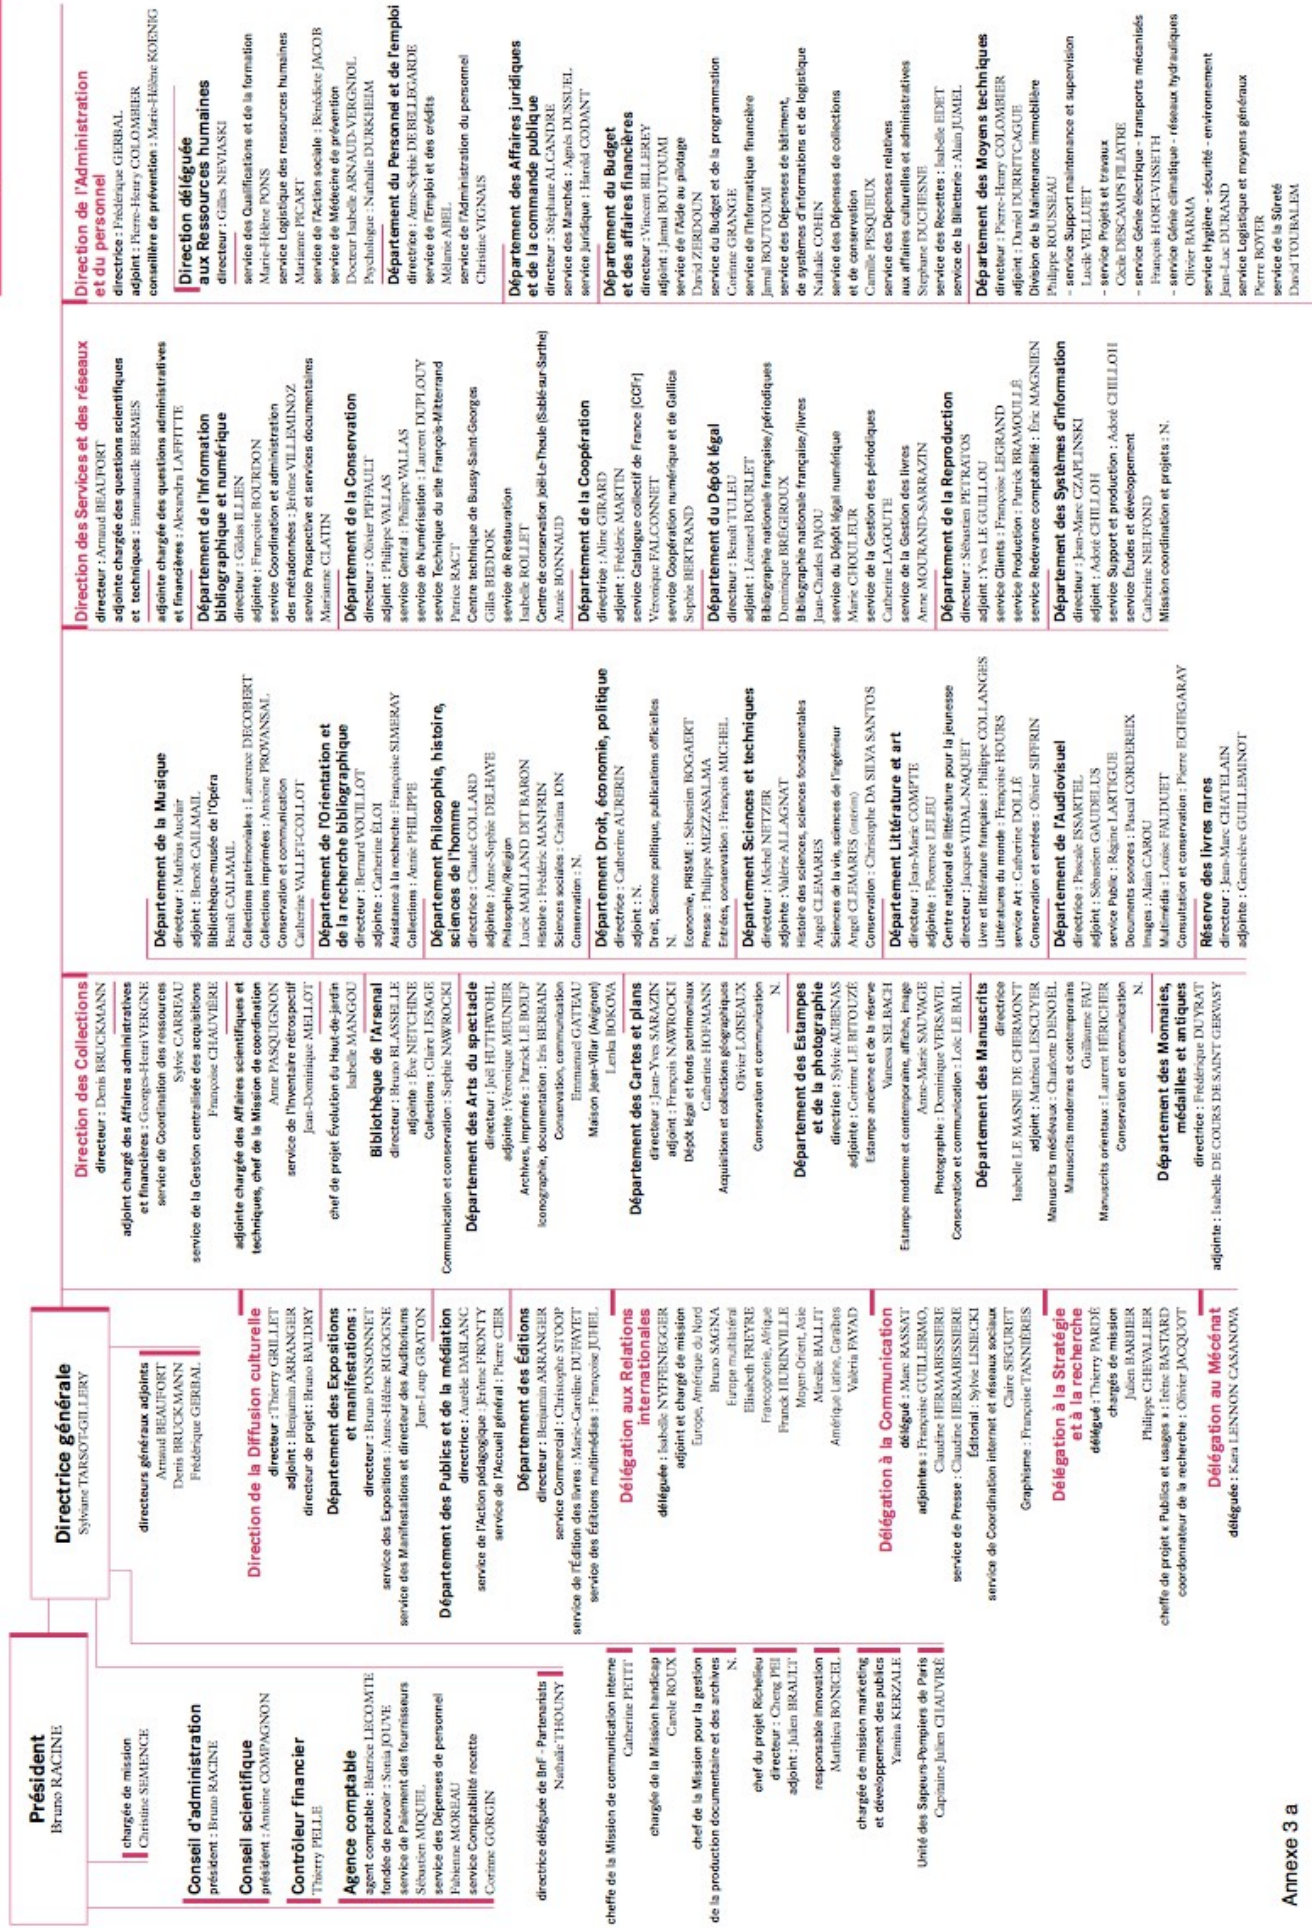 Président
Bruno RACINE
chargée de mission
Christine SEMENCE
Conseil d'administration
président : Bruno RACINE
Conseil scientifique
président : Antoine COMPAGNON
Contrôleur financier
Thierry PELLE
Agence comptable
agent comptable : Béatrice LECOMTE
fondée de pouvoir : Sonia JOUVE
service de Paiement des fournisseurs
Sébastien MIQUEL
service des Dépenses de personnel
Fabienne MOREAU
service Comptabilité recette
Corinne GORGIN
directrice déléguée de BnF - Partenariats
Nathalie THOUNY
cheffe de la Mission de communication interne
Catherine PETIT
chargée de la Mission handicap
Carole ROUX
chef de la Mission pour la gestion
de la production documentaire et des archives
N.
chef du projet Richelieu
directeur : Cheng PEI
adjoint : Julien BRAULT
responsable innovation
Matthieu BONICEL
chargée de mission marketing
et développement des publics
Yamina KERZALE
Unité des Sapeurs-Pompiers de Paris
Capitaine Julien CHAUVIRÉ
Directrice générale
Sylviane TARSOT-GILLERY
directeurs généraux adjoints
Arnaud BEAUFORT
Denis BRUCKMANN
Frédérique GERBAL
Direction de la Diffusion culturelle
directeur : Thierry GRILLET
adjoint : Benjamin ARRANGER
directeur de projet : Bruno BAUDRY
Département des Expositions
et manifestations :
directeur : Bruno PONSONNET
service des Expositions : Anne-Hélène RIGOGNE
service des Manifestations et directeur des Auditoriums
Jean-Loup GRATON
Département des Publics et de la médiation
directrice : Aurélie DABLANC
service de l'Action pédagogique : Jérôme FRONTY
service de l'Accueil général : Pierre CIER
Département des Éditions :
directeur : Benjamin ARRANGER
service Commercial : Christophe STOOP
service de l'Édition des livres : Marie-Caroline DUFAYET
service des Éditions multimédias : Françoise JUHEL
Délégation aux Relations
internationales
déléguée : Isabelle NYFFENEGGER
adjoint et chargé de mission
Europe, Amérique du Nord
Bruno SAGNA
Europe multilatéral
Elisabeth FREYRE
Francophonie, Afrique
Franck HURINVILLE
Moyen-Orient, Asie
Mireille BALLIT
Amérique Latine, Caraïbes
Valéria FAYAD
Délégation à la Communication
délégué : Marc RASSAT
adjointes : Françoise GUILLERMO,
Claudine HERMABESSIERE
service de Presse : Claudine HERMABESSIERE
Éditorial : Sylvie LISIECKI
service de Coordination internet et réseaux sociaux
Claire SEGURET
Graphisme : Françoise TANNIÈRES
Délégation à la Stratégie
et à la recherche
délégué : Thierry PARDÉ
chargés de mission
Julien BARBIER
Philippe CHEVALLIER
cheffe de projet « Publics et usages » : Irène BASTARD
coordonnateur de la recherche : Olivier JACQUOT
Délégation au Mécénat
déléguée : Kara LENNON CASANOVA
Direction des Collections
directeur : Denis BRUCKMANN
adjoint chargé des Affaires administratives
et financières : Georges-Henri VERGNE
service de Coordination des ressources
Sylvie CARREAU
service de la Gestion centralisée des acquisitions
Françoise CHAUVIÈRE
adjointe chargée des Affaires scientifiques et
techniques, chef de la Mission de coordination
Anne PASQUIGNON
service de l'Inventaire rétrospectif
Jean-Dominique MELLOT
chef de projet Évolution du Haut-de-jardin
Isabelle MANGOU
Bibliothèque de l'Arsenal
directeur : Bruno BLASSELLE
adjointe : Ève NETCHINE
Collections : Claire LESAGE
Communication et conservation : Sophie NAWROCKI
Département des Arts du spectacle
directeur : Joël HUTHWOHL
adjointe : Véronique MEUNIER
Archives, imprimés : Patrick LE BŒUF
Iconographie, documentation : Iris BERBAIN
Conservation, communication
Emmanuel GATEAU
Maison Jean-Vilar (Avignon)
Lenka BOKOVA
Département des Cartes et plans
directeur : Jean-Yves SARAZIN
adjoint : François NAWROCKI
Dépôt légal et fonds patrimoniaux
Catherine HOFMANN
Acquisitions et collections géographiques
Olivier LOISEAUX
Conservation et communication
N.
Département des Estampes
et de la photographie
directrice : Sylvie AUBENAS
adjointe : Corinne LE BITOUZÉ
Estampe ancienne et de la réserve
Vanessa SELBACH
Estampe moderne et contemporaine, affiche, image
Anne-Marie SAUVAGE
Photographie : Dominique VERSAVEL
Conservation et communication : Loïc LE BAIL
Département des Manuscrits
directrice
Isabelle LE MASNE DE CHERMONT
adjoint : Mathieu LESCUYER
Manuscrits médiévaux : Charlotte DENOËL
Manuscrits modernes et contemporains
Guillaume FAU
Manuscrits orientaux : Laurent HÉRICHER
Conservation et communication
N.
Département des Monnaies,
médailles et antiques
directrice : Frédérique DUYRAT
adjointe : Isabelle DE COURS DE SAINT GERVASY
Département de la Musique
directeur : Mathias Auclair
adjoint : Benoît CAILMAIL
Bibliothèque-musée de l'Opéra
Benoît CAILMAIL
Collections patrimoniales : Laurence DECOBERT
Collections imprimées : Antoine PROVANSAL
Conservation et communication
Catherine VALLET-COLLOT
Département de l'Orientation et
de la recherche bibliographique
directeur : Bernard VOUILLOT
adjointe : Catherine ÉLOI
Assistance à la recherche : Françoise SIMERAY
Collections : Annie PHILIPPE
Département Philosophie, histoire,
sciences de l'homme
directeur : Claude COLLARD
adjointe : Anne-Sophie DELHAYE
Philosophie/Religion
Lucie MAILLAND DIT BARON
Histoire : Frédéric MANFRIN
Sciences sociales : Cristina ION
Conservation : N.
Département Droit, économie, politique
directrice : Catherine AURERIN
adjoint : N.
Droit, Science politique, publications officielles
N.
Economie, PRISME : Sébastien BOGAERT
Presse : Philippe MEZZASALMA
Entrées, conservation : François MICHEL
Département Sciences et techniques
directeur : Michel NETZER
adjointe : Valérie ALLAGNAT
Histoire des sciences, sciences fondamentales
Angel CLEMARES
Sciences de la vie, sciences de l'ingénieur
Angel CLEMARES (intérim)
Conservation : Christophe DA SILVA SANTOS
Département Littérature et art
directeur : Jean-Marie COMPTE
adjointe : Florence LELEU
Centre national de littérature pour la jeunesse
directeur : Jacques VIDAL-NAQUET
Livre et littérature française : Philippe COLLANGES
Littératures du monde : Françoise HOURS
service Art : Catherine DOLLÉ
Conservation et entrées : Olivier SIFFRIN
Département de l'Audiovisuel
directrice : Pascale ISSARTEL
adjoint : Sébastien GAUDELUS
service Public : Régine LARTIGUE
Documents sonores : Pascal CORDEREIX
Images : Alain CAROU
Multimédia : Louise FAUDUET
Consultation et conservation : Pierre ECHEGARAY
Réserve des livres rares
directeur : Jean-Marc CHATELAIN
adjointe : Geneviève GUILLEMINOT
Direction des Services et des réseaux
directeur : Arnaud BEAUFORT
adjointe chargée des questions scientifiques
et techniques : Emmanuelle BERMES
adjointe chargée des questions administratives
et financières : Alexandra LAFFITTE
Département de l'Information
bibliographique et numérique
directeur : Gildas ILLIEN
adjointe : Françoise BOURDON
service Coordination et administration
des métadonnées : Jérôme VILLEMINOZ
service Prospective et services documentaires
Marianne CLATIN
Département de la Conservation
directeur : Olivier PIFFAULT
adjoint : Philippe VALLAS
service Central : Philippe VALLAS
service de Numérisation : Laurent DUPLOUY
service Technique du site François-Mitterrand
Patrice RACT
Centre technique de Bussy-Saint-Georges
Gilles BEDDOK
service de Restauration
Isabelle ROLLET
Centre de conservation Joël-Le-Theule (Sablé-sur-Sarthe)
Annie BONNAUD
Département de la Coopération
directrice : Aline GIRARD
adjoint : Frédéric MARTIN
service Catalogue collectif de France [CCFr]
Veronique FALCONNET
service Coopération numérique et de Gallica
Sophie BERTRAND
Département du Dépôt légal
directeur : Benoît TULEU
adjoint : Léonard BOURLET
Bibliographie nationale française/périodiques
Dominique BRÉGIROUX
Bibliographie nationale française/livres
Jean-Charles PAJOU
service du Dépôt légal numérique
Marie CHOULEUR
service de la Gestion des périodiques
Catherine LAGOUTE
service de la Gestion des livres
Anne MOURAND-SARRAZIN
Département de la Reproduction
directeur : Sébastien PETRATOS
adjoint : Yves LE GUILLOU
service Clients : Françoise LEGRAND
service Production : Patrick BRAMOULLÉ
service Redevance comptabilité : Éric MAGNIEN
Département des Systèmes d'information
directeur : Jean-Marc CZAPLINSKI
adjoint : Adoté CHILLOH
service Support et production : Adoté CHILLOH
service Études et développement
Catherine NEUFOND
Mission coordination et projets : N.
Direction de l'Administration
et du personnel
directrice : Frédérique GERBAL
adjoint : Pierre-Henry COLOMBIER
conseillère de prévention : Marie-Hélène KOENIG
Direction déléguée
aux Ressources humaines
directeur : Gilles NEVIASKI
service des Qualifications et de la formation
Marie-Hélène PONS
service Logistique des ressources humaines
Marianne PICART
service de l'Action sociale : Bénédicte JACOB
service de Médecine de prévention
Docteur Isabelle ARNAUD-VERGNIOL
Psychologue : Nathalie DURKHEIM
Département du Personnel et de l'emploi
directrice : Anne-Sophie DE BELLEGARDE
service de l'Emploi et des crédits
Mélanie ABEL
service de l'Administration du personnel
Christine VIGNAIS
Département des Affaires juridiques
et de la commande publique
directeur : Stéphane ALCANDRE
service des Marchés : Agnès DUSSUEL
service Juridique : Harold CODANT
Département du Budget
et des affaires financières
directeur : Vincent BILLEREY
adjoint : Jamal BOUTOUMI
service de l'Aide au pilotage
David ZERDOUN
service du Budget et de la programmation
Corinne GRANGE
service de l'Informatique financière
Jamal BOUTOUMI
service des Dépenses de bâtiment,
de systèmes d'informations et de logistique
Nathalie COHIN
service des Dépenses de collections
et de conservation
Camille PESQUEUX
service des Dépenses relatives
aux affaires culturelles et administratives
Stephane DUCHESNE
service des Recettes : Isabelle EDET
service de la Billetterie : Alain JUMEL
Département des Moyens techniques
directeur : Pierre-Henry COLOMBIER
adjoint : Daniel DURRITCAGUE
Division de la Maintenance immobilière
Philippe ROUSSEAU
– service Support maintenance et supervision
Lucile VELLUET
– service Projets et travaux
Cécile DESCAMPS FILIATRE
– service Génie électrique - transports mécanisés
François HORT-VISSETH
– service Génie climatique - réseaux hydrauliques
Olivier BARMA
service Hygiène - sécurité - environnement
Jean-Luc DURAND
service Logistique et moyens généraux
Pierre BOYER
service de la Sûreté
David TOUBALEM
Annexe 3 a